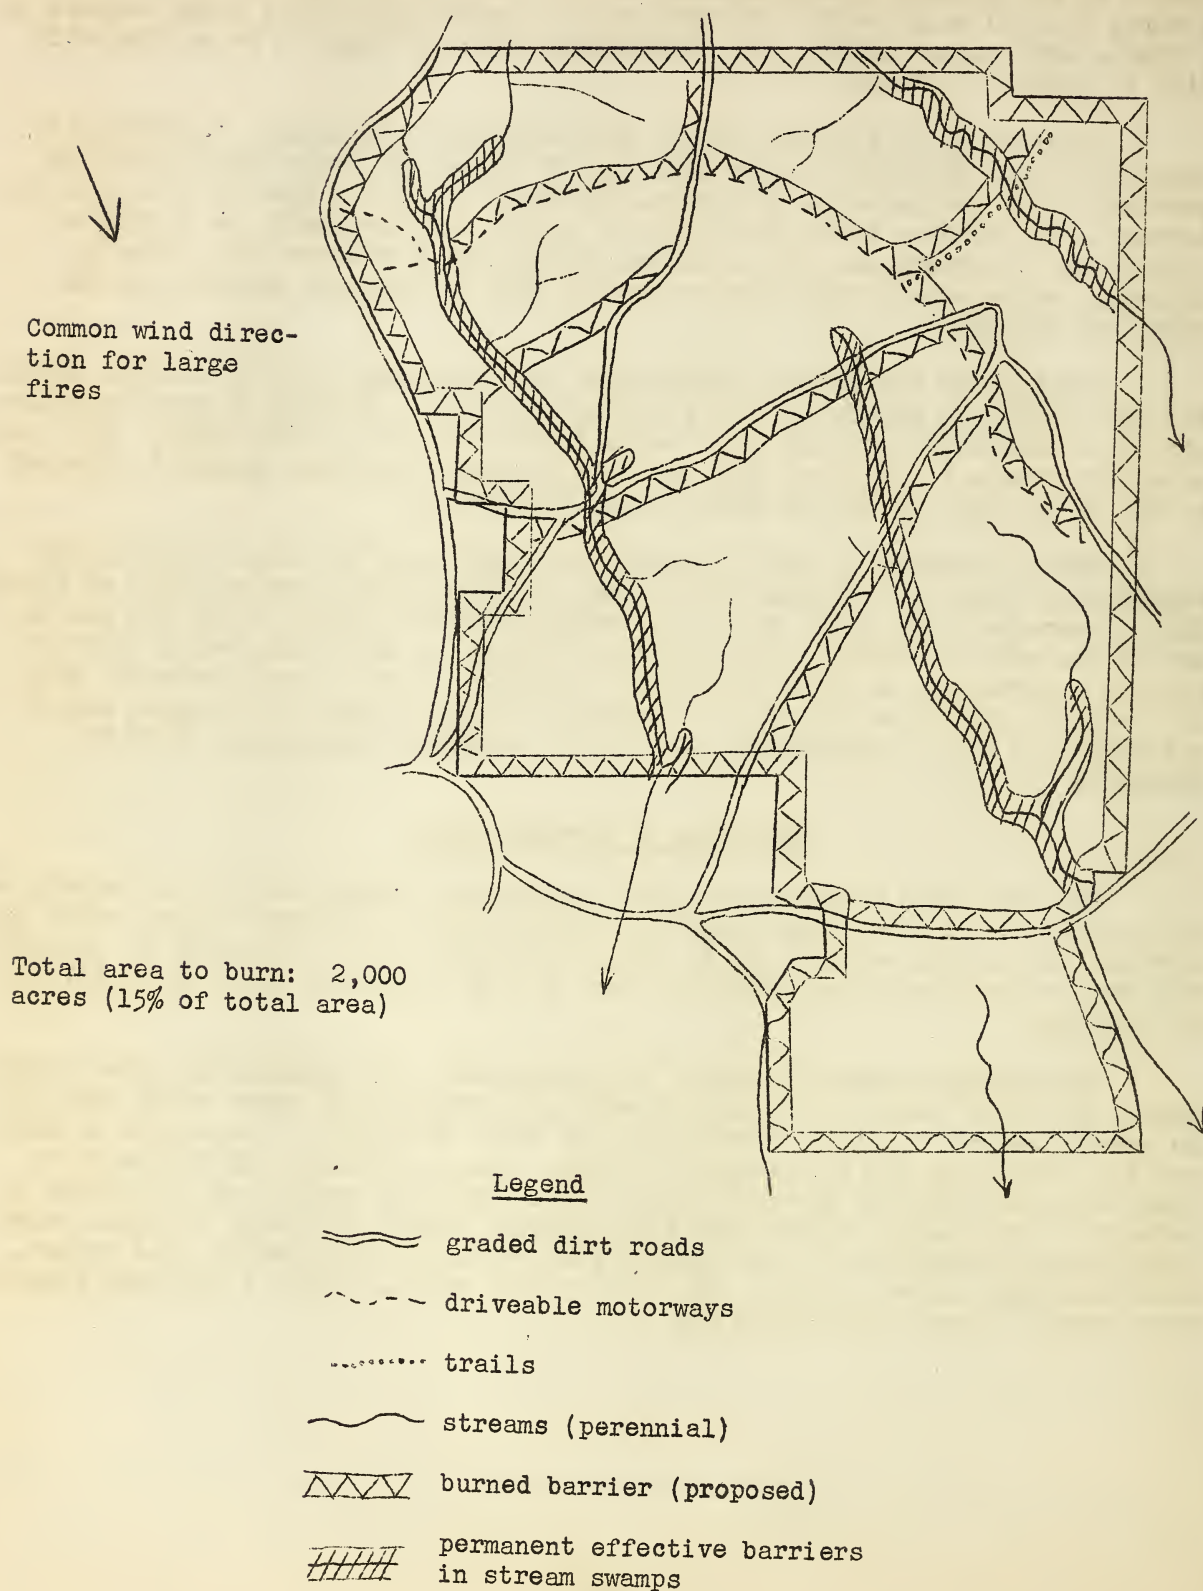 Common wind direc-
tion for large
fires
Total area to burn: 2,000
acres (15% of total area)
Legend
graded dirt roads
driveable motorways
trails
streams (perennial)
burned barrier (proposed)
permanent effective barriers
in stream swamps